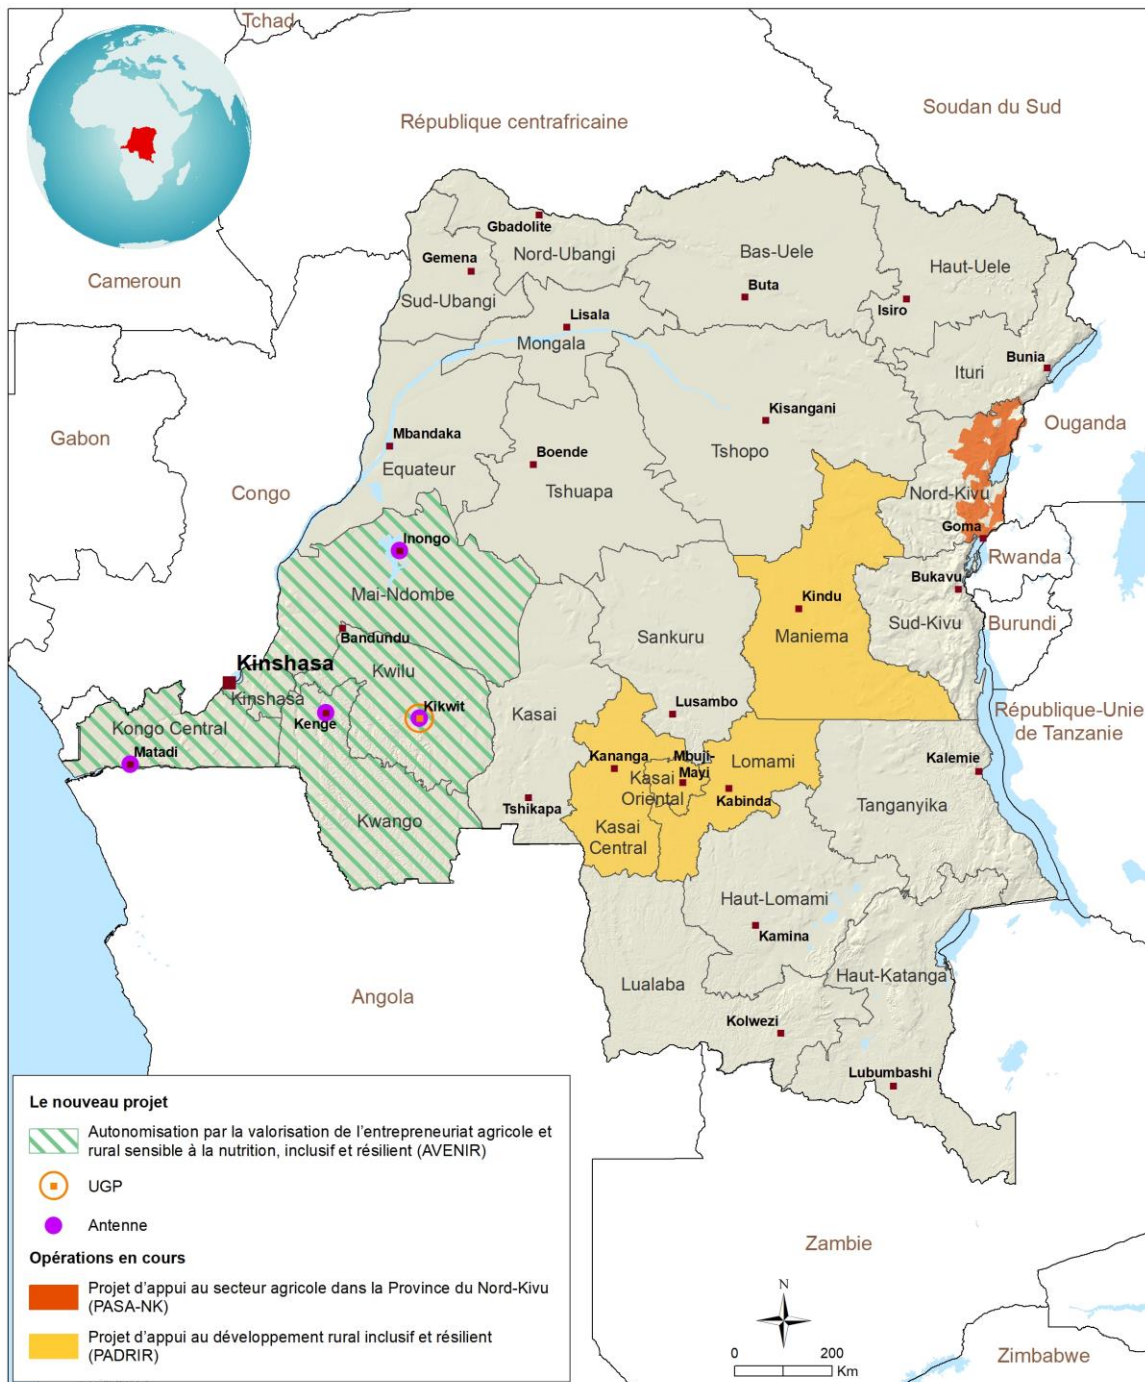 Tchad
Soudan du Sud
République centrafricaine
Cameroun
Gbadolite
Nord-Ubangi
Gemena
Sud-Ubangi
Bas-Uele
Buta
Haut-Uele
Isiro
Lisala
Mongala
Bunia
Ituri
Gabon
Congo
Mbandaka
Equateur
Boende
Tshuapa
Kisangani
Tshopo
Ouganda
Nord-Kivu
Goma
Rwanda
Inongo
Mai-Ndombe
Bukavu
Sud-Kivu
Burundi
Kindu
Maniema
Sankuru
Bandundu
Kinshasa
Kinshasa
Kwilu
Kikwit
Kenge
Kongo Central
Matadi
Kwango
Kasai
Tshikapa
Lusambo
République-Unie
de Tanzanie
Kananga
Mbuji-
Mayi
Kasai
Oriental
Lomami
Kabinda
Kasai
Central
Kalemie
Tanganyika
Haut-Lomami
Kamina
Haut-Katanga
Lualaba
Angola
Kolwezi
Lubumbashi
Zambie
Zimbabwe
Le nouveau projet
Autonomisation par la valorisation de l’entrepreneuriat agricole et
rural sensible à la nutrition, inclusif et résilient (AVENIR)
UGP
Antenne
Opérations en cours
Projet d’appui au secteur agricole dans la Province du Nord-Kivu
(PASA-NK)
Projet d’appui au développement rural inclusif et résilient
(PADRIR)
N
0 100 200
Km